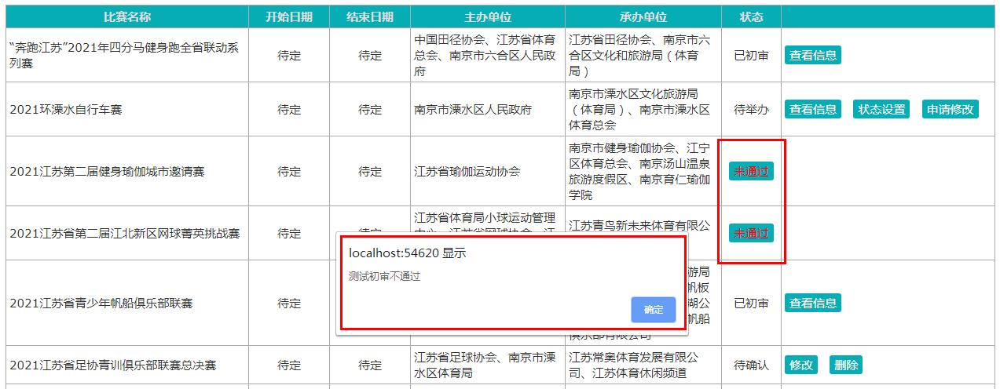 比赛名称 开始日期 结束日期 主办单位 承办单位 状态
“奔跑江苏”2021年四分马健身跑全省联动系
列赛
待定
待定
中国田径协会、江苏省体育
总会、南京市六合区人民政
府
江苏省田径协会、南京市六
合区文化和旅游局（体育
局）
已初审
查看信息
2021环溧水自行车赛
待定
待定
南京市溧水区人民政府
南京市溧水区文化旅游局
（体育局）、南京市溧水区
体育总会
待举办
查看信息 状态设置 申请修改
2021江苏第二届健身瑜伽城市邀请赛
待定
待定
江苏省瑜伽运动协会
南京市健身瑜伽协会、江宁
区体育总会、南京汤山温泉
旅游度假区、南京育仁瑜伽
学院
未通过
2021江苏省第二届江北新区网球菁英挑战赛
待定
待定
江苏省体育局小球运动管理
中心、江苏省网球协会、江
江苏青鸟新未来体育有限公
未通过
localhost:54620 显示
测试初审不通过
确定
2021江苏省青少年帆船俱乐部联赛
待定
游局
帆板
湖公
帆船
俱乐部有限公司
已初审
查看信息
2021江苏省足协青训俱乐部联赛总决赛
待定
待定
江苏省足球协会、南京市溧
水区体育局
江苏常奥体育发展有限公
司、江苏体育休闲频道
待确认
修改 删除